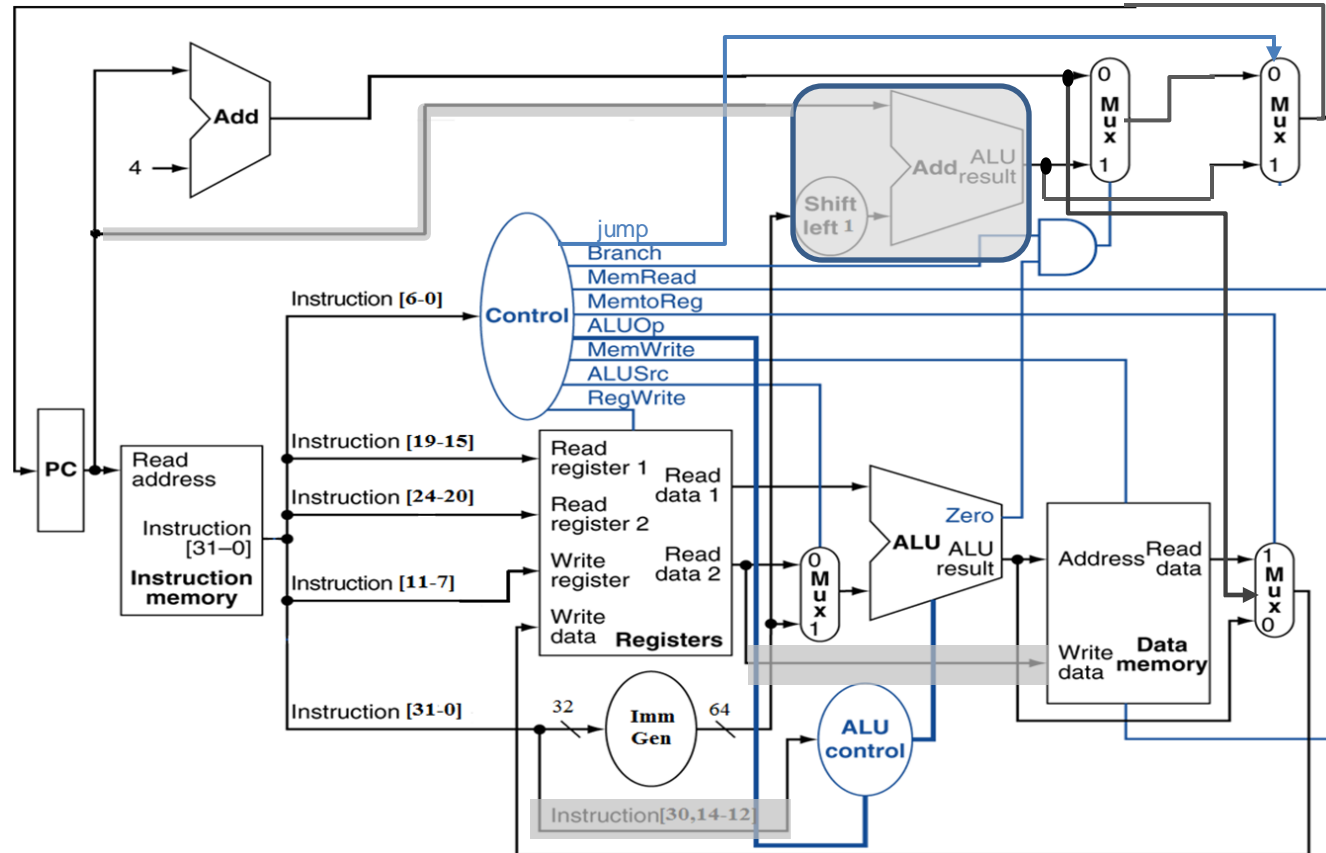 Add
4
0
M
u
x
1
0
M
u
x
1
Add
ALU
result
Shift
left 1
jump
Branch
MemRead
MemtoReg
ALUOp
MemWrite
ALUSrc
RegWrite
Control
Instruction [6-0]
Instruction [19-15]
Instruction [24-20]
Instruction [11-7]
Instruction [31-0]
PC
Read
address
Instruction
[31–0]
Instruction
memory
Read
register 1
Read
register 2
Write
register
Write
data
Read
data 1
Read
data 2
Registers
0
M
u
x
1
Zero
ALU
ALU
result
Address
Read
data
Write
data
Data
memory
1
M
u
x
0
32
Imm
Gen
64
ALU
control
Instruction[30,14-12]